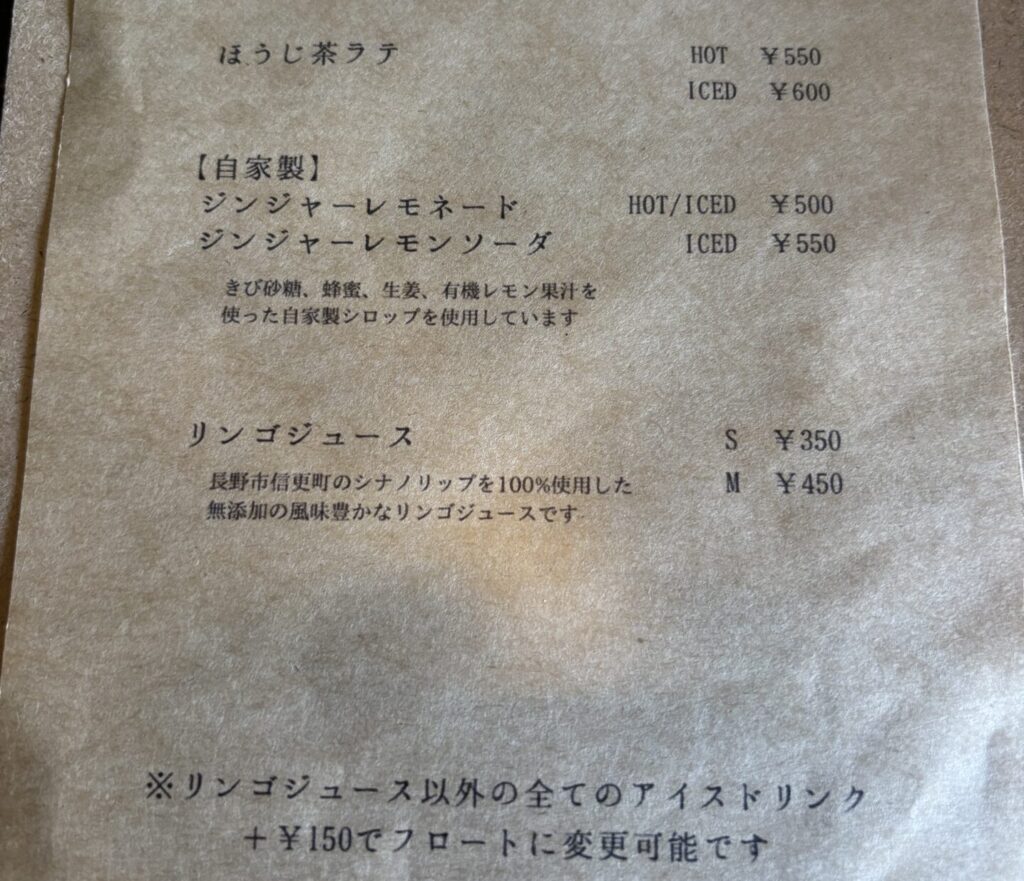 ほうじ茶ラテ HOT ￥550
ICED ￥600
【自家製】
ジンジャーレモネード HOT/ICED ￥500
ジンジャーレモンソーダ ICED ￥550
きび砂糖、蜂蜜、生姜、有機レモン果汁を
使った自家製シロップを使用しています
リンゴジュース S ￥350
長野市信更町のシナノリップを100%使用した M ￥450
無添加の風味豊かなリンゴジュースです
※リンゴジュース以外の全てのアイスドリンク
＋￥150でフロートに変更可能です